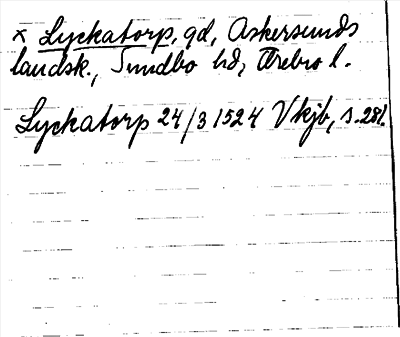 x Lyckatorp, gd, Askersunds
landsk., Sundbo hd, Örebro l.
Lyckatorp 24/3 1524 Vkjb, s. 281.